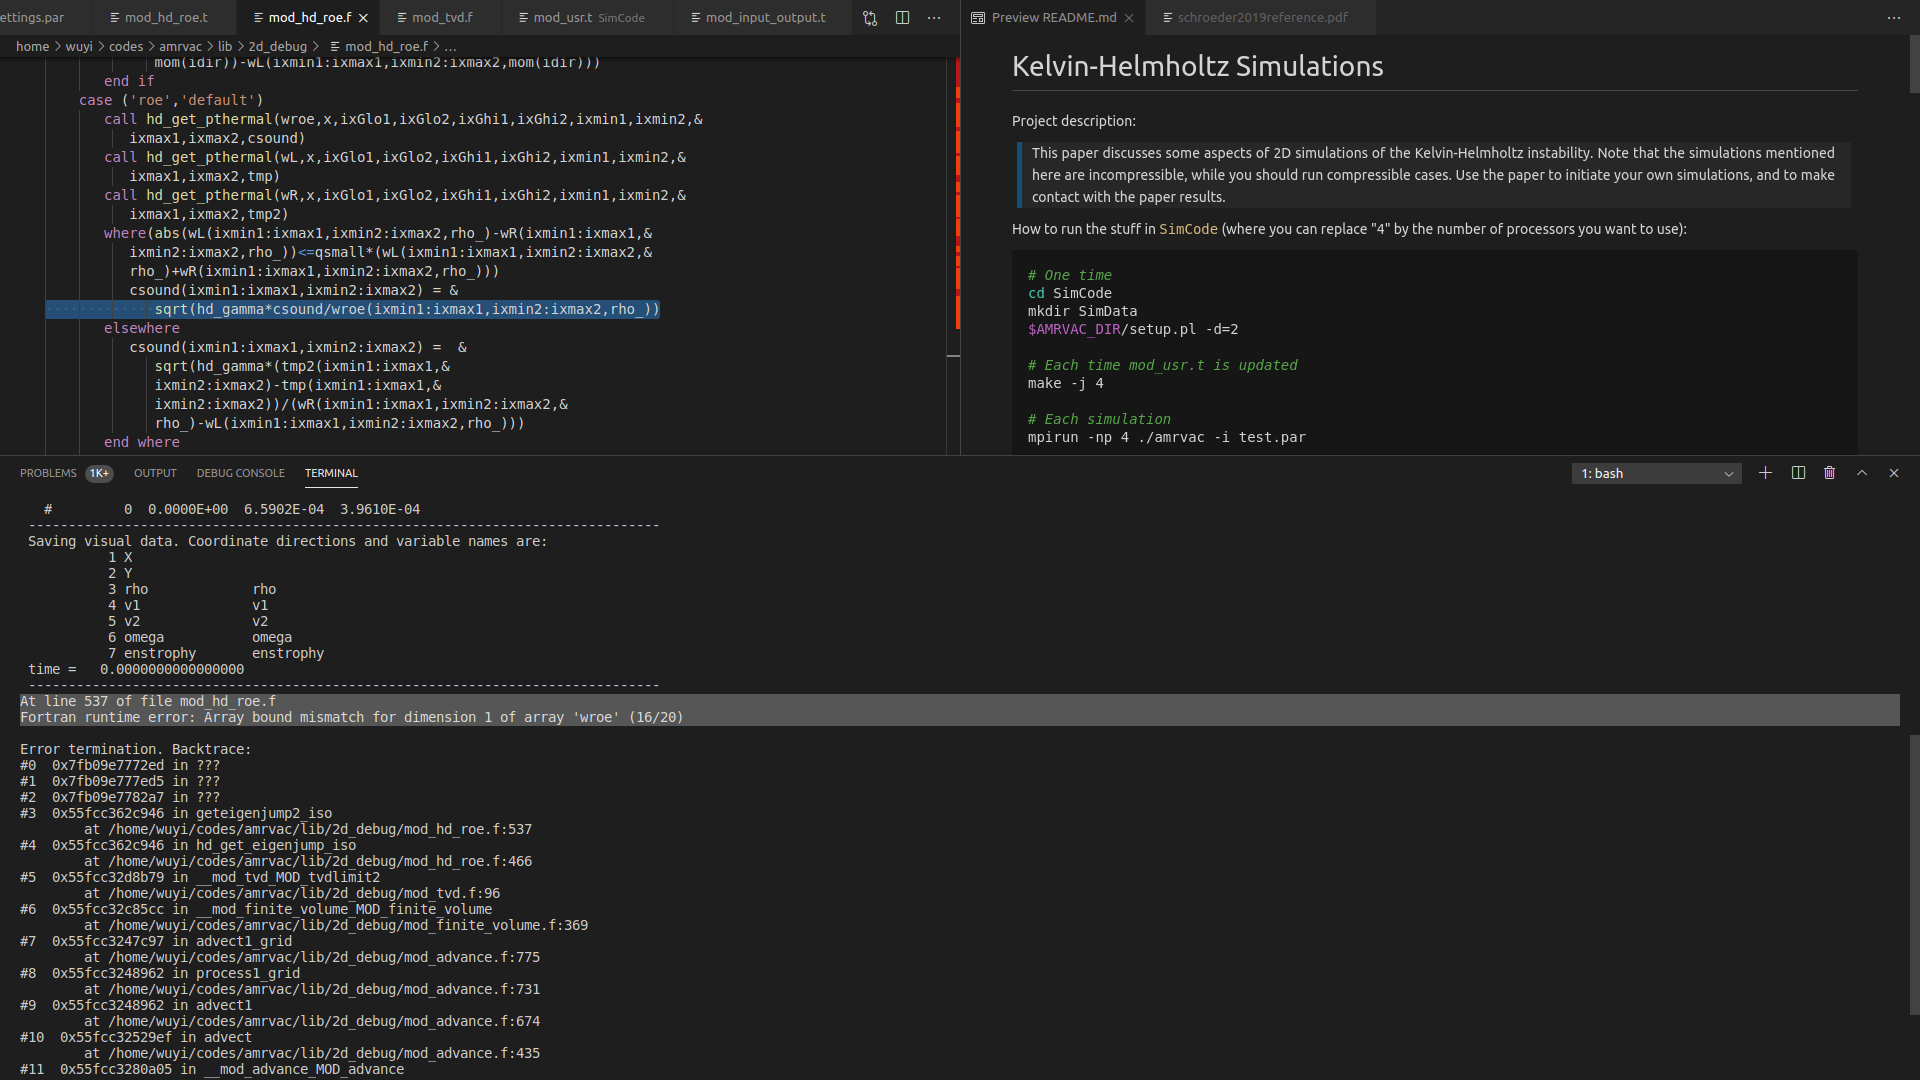 ettings.par
mod_hd_roe.t
mod_hd_roe.f
mod_tvd.f
mod_usr.t SimCode
mod_input_output.t
home > wuyi > codes > amrvac > lib > 2d_debug > mod_hd_roe.f > ...
mom(idir))-wL(ixmin1:ixmax1,ixmin2:ixmax2,mom(idir)))
end if
case ('roe','default')
call hd_get_pthermal(wroe,x,ixGlo1,ixGlo2,ixGhi1,ixGhi2,ixmin1,ixmin2,&
ixmax1,ixmax2,csound)
call hd_get_pthermal(wL,x,ixGlo1,ixGlo2,ixGhi1,ixGhi2,ixmin1,ixmin2,&
ixmax1,ixmax2,tmp)
call hd_get_pthermal(wR,x,ixGlo1,ixGlo2,ixGhi1,ixGhi2,ixmin1,ixmin2,&
ixmax1,ixmax2,tmp2)
where(abs(wL(ixmin1:ixmax1,ixmin2:ixmax2,rho_)-wR(ixmin1:ixmax1,&
ixmin2:ixmax2,rho_))<=qsmall*(wL(ixmin1:ixmax1,ixmin2:ixmax2,&
rho_)+wR(ixmin1:ixmax1,ixmin2:ixmax2,rho_)))
csound(ixmin1:ixmax1,ixmin2:ixmax2) = &
sqrt(hd_gamma*csound/wroe(ixmin1:ixmax1,ixmin2:ixmax2,rho_))
elsewhere
csound(ixmin1:ixmax1,ixmin2:ixmax2) =  &
sqrt(hd_gamma*(tmp2(ixmin1:ixmax1,&
ixmin2:ixmax2)-tmp(ixmin1:ixmax1,&
ixmin2:ixmax2))/(wR(ixmin1:ixmax1,ixmin2:ixmax2,&
rho_)-wL(ixmin1:ixmax1,ixmin2:ixmax2,rho_)))
end where
Preview README.md
schroeder2019reference.pdf
Kelvin-Helmholtz Simulations
Project description:
This paper discusses some aspects of 2D simulations of the Kelvin-Helmholtz instability. Note that the simulations mentioned
here are incompressible, while you should run compressible cases. Use the paper to initiate your own simulations, and to make
contact with the paper results.
How to run the stuff in SimCode (where you can replace "4" by the number of processors you want to use):
# One time
cd SimCode
mkdir SimData
$AMRVAC_DIR/setup.pl -d=2
# Each time mod_usr.t is updated
make -j 4
# Each simulation
mpirun -np 4 ./amrvac -i test.par
PROBLEMS 1K+ OUTPUT DEBUG CONSOLE TERMINAL
1: bash
#         0  0.0000E+00  6.5902E-04  3.9610E-04
-------------------------------------------------------------------------------
Saving visual data. Coordinate directions and variable names are:
1 X
2 Y
3 rho             rho
4 v1              v1
5 v2              v2
6 omega           omega
7 enstrophy       enstrophy
time =   0.0000000000000000
-------------------------------------------------------------------------------
At line 537 of file mod_hd_roe.f
Fortran runtime error: Array bound mismatch for dimension 1 of array 'wroe' (16/20)
Error termination. Backtrace:
#0  0x7fb09e7772ed in ???
#1  0x7fb09e777ed5 in ???
#2  0x7fb09e7782a7 in ???
#3  0x55fcc362c946 in geteigenjump2_iso
at /home/wuyi/codes/amrvac/lib/2d_debug/mod_hd_roe.f:537
#4  0x55fcc362c946 in hd_get_eigenjump_iso
at /home/wuyi/codes/amrvac/lib/2d_debug/mod_hd_roe.f:466
#5  0x55fcc32d8b79 in __mod_tvd_MOD_tvdlimit2
at /home/wuyi/codes/amrvac/lib/2d_debug/mod_tvd.f:96
#6  0x55fcc32c85cc in __mod_finite_volume_MOD_finite_volume
at /home/wuyi/codes/amrvac/lib/2d_debug/mod_finite_volume.f:369
#7  0x55fcc3247c97 in advect1_grid
at /home/wuyi/codes/amrvac/lib/2d_debug/mod_advance.f:775
#8  0x55fcc3248962 in process1_grid
at /home/wuyi/codes/amrvac/lib/2d_debug/mod_advance.f:731
#9  0x55fcc3248962 in advect1
at /home/wuyi/codes/amrvac/lib/2d_debug/mod_advance.f:674
#10  0x55fcc32529ef in advect
at /home/wuyi/codes/amrvac/lib/2d_debug/mod_advance.f:435
#11  0x55fcc3280a05 in __mod_advance_MOD_advance